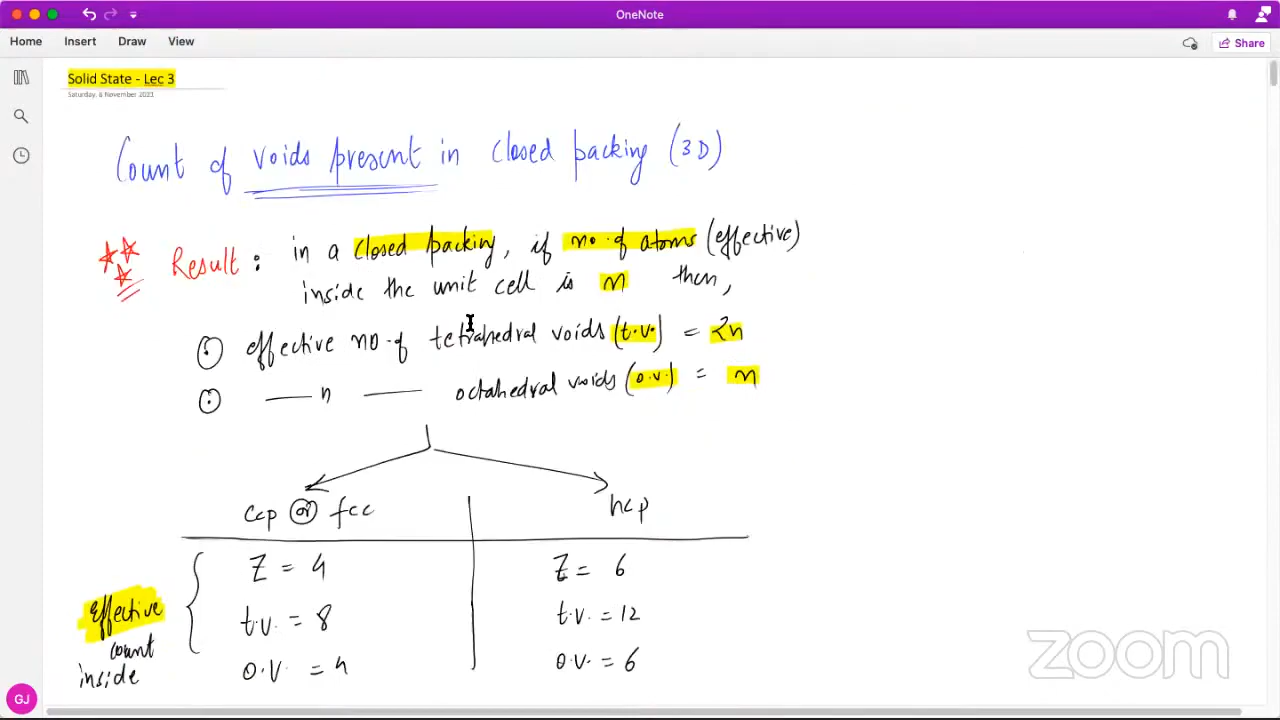 OneNote
Home Insert Draw View Share
Solid State - Lec 3
Saturday, 6 November 2021
Count of voids present in closed packing (3D)
Result : in a closed packing, if no. of atoms (effective)
inside the unit cell is n then,
effective no. of tetrahedral voids (t.v.) = 2n
—— n —— octahedral voids (o.v.) = n
ccp or fcc hcp
Z = 4 Z = 6
t.v. = 8 t.v. = 12
o.v. = 4 o.v. = 6
effective
count
inside
zoom
GJ